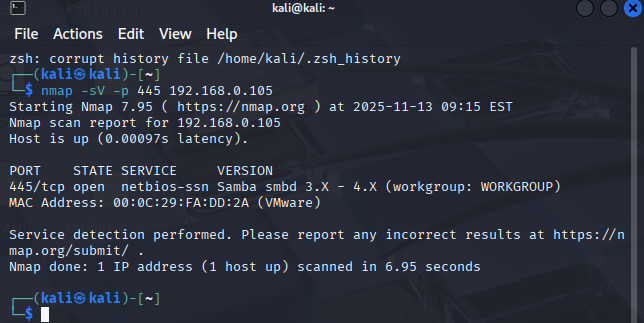 kali@kali: ~
File Actions Edit View Help
zsh: corrupt history file /home/kali/.zsh_history
┌──(kali㉿kali)-[~]
└─$ nmap -sV -p 445 192.168.0.105
Starting Nmap 7.95 ( https://nmap.org ) at 2025-11-13 09:15 EST
Nmap scan report for 192.168.0.105
Host is up (0.00097s latency).
PORT    STATE SERVICE     VERSION
445/tcp open  netbios-ssn Samba smbd 3.X - 4.X (workgroup: WORKGROUP)
MAC Address: 00:0C:29:FA:DD:2A (VMware)
Service detection performed. Please report any incorrect results at https://n
map.org/submit/ .
Nmap done: 1 IP address (1 host up) scanned in 6.95 seconds
┌──(kali㉿kali)-[~]
└─$